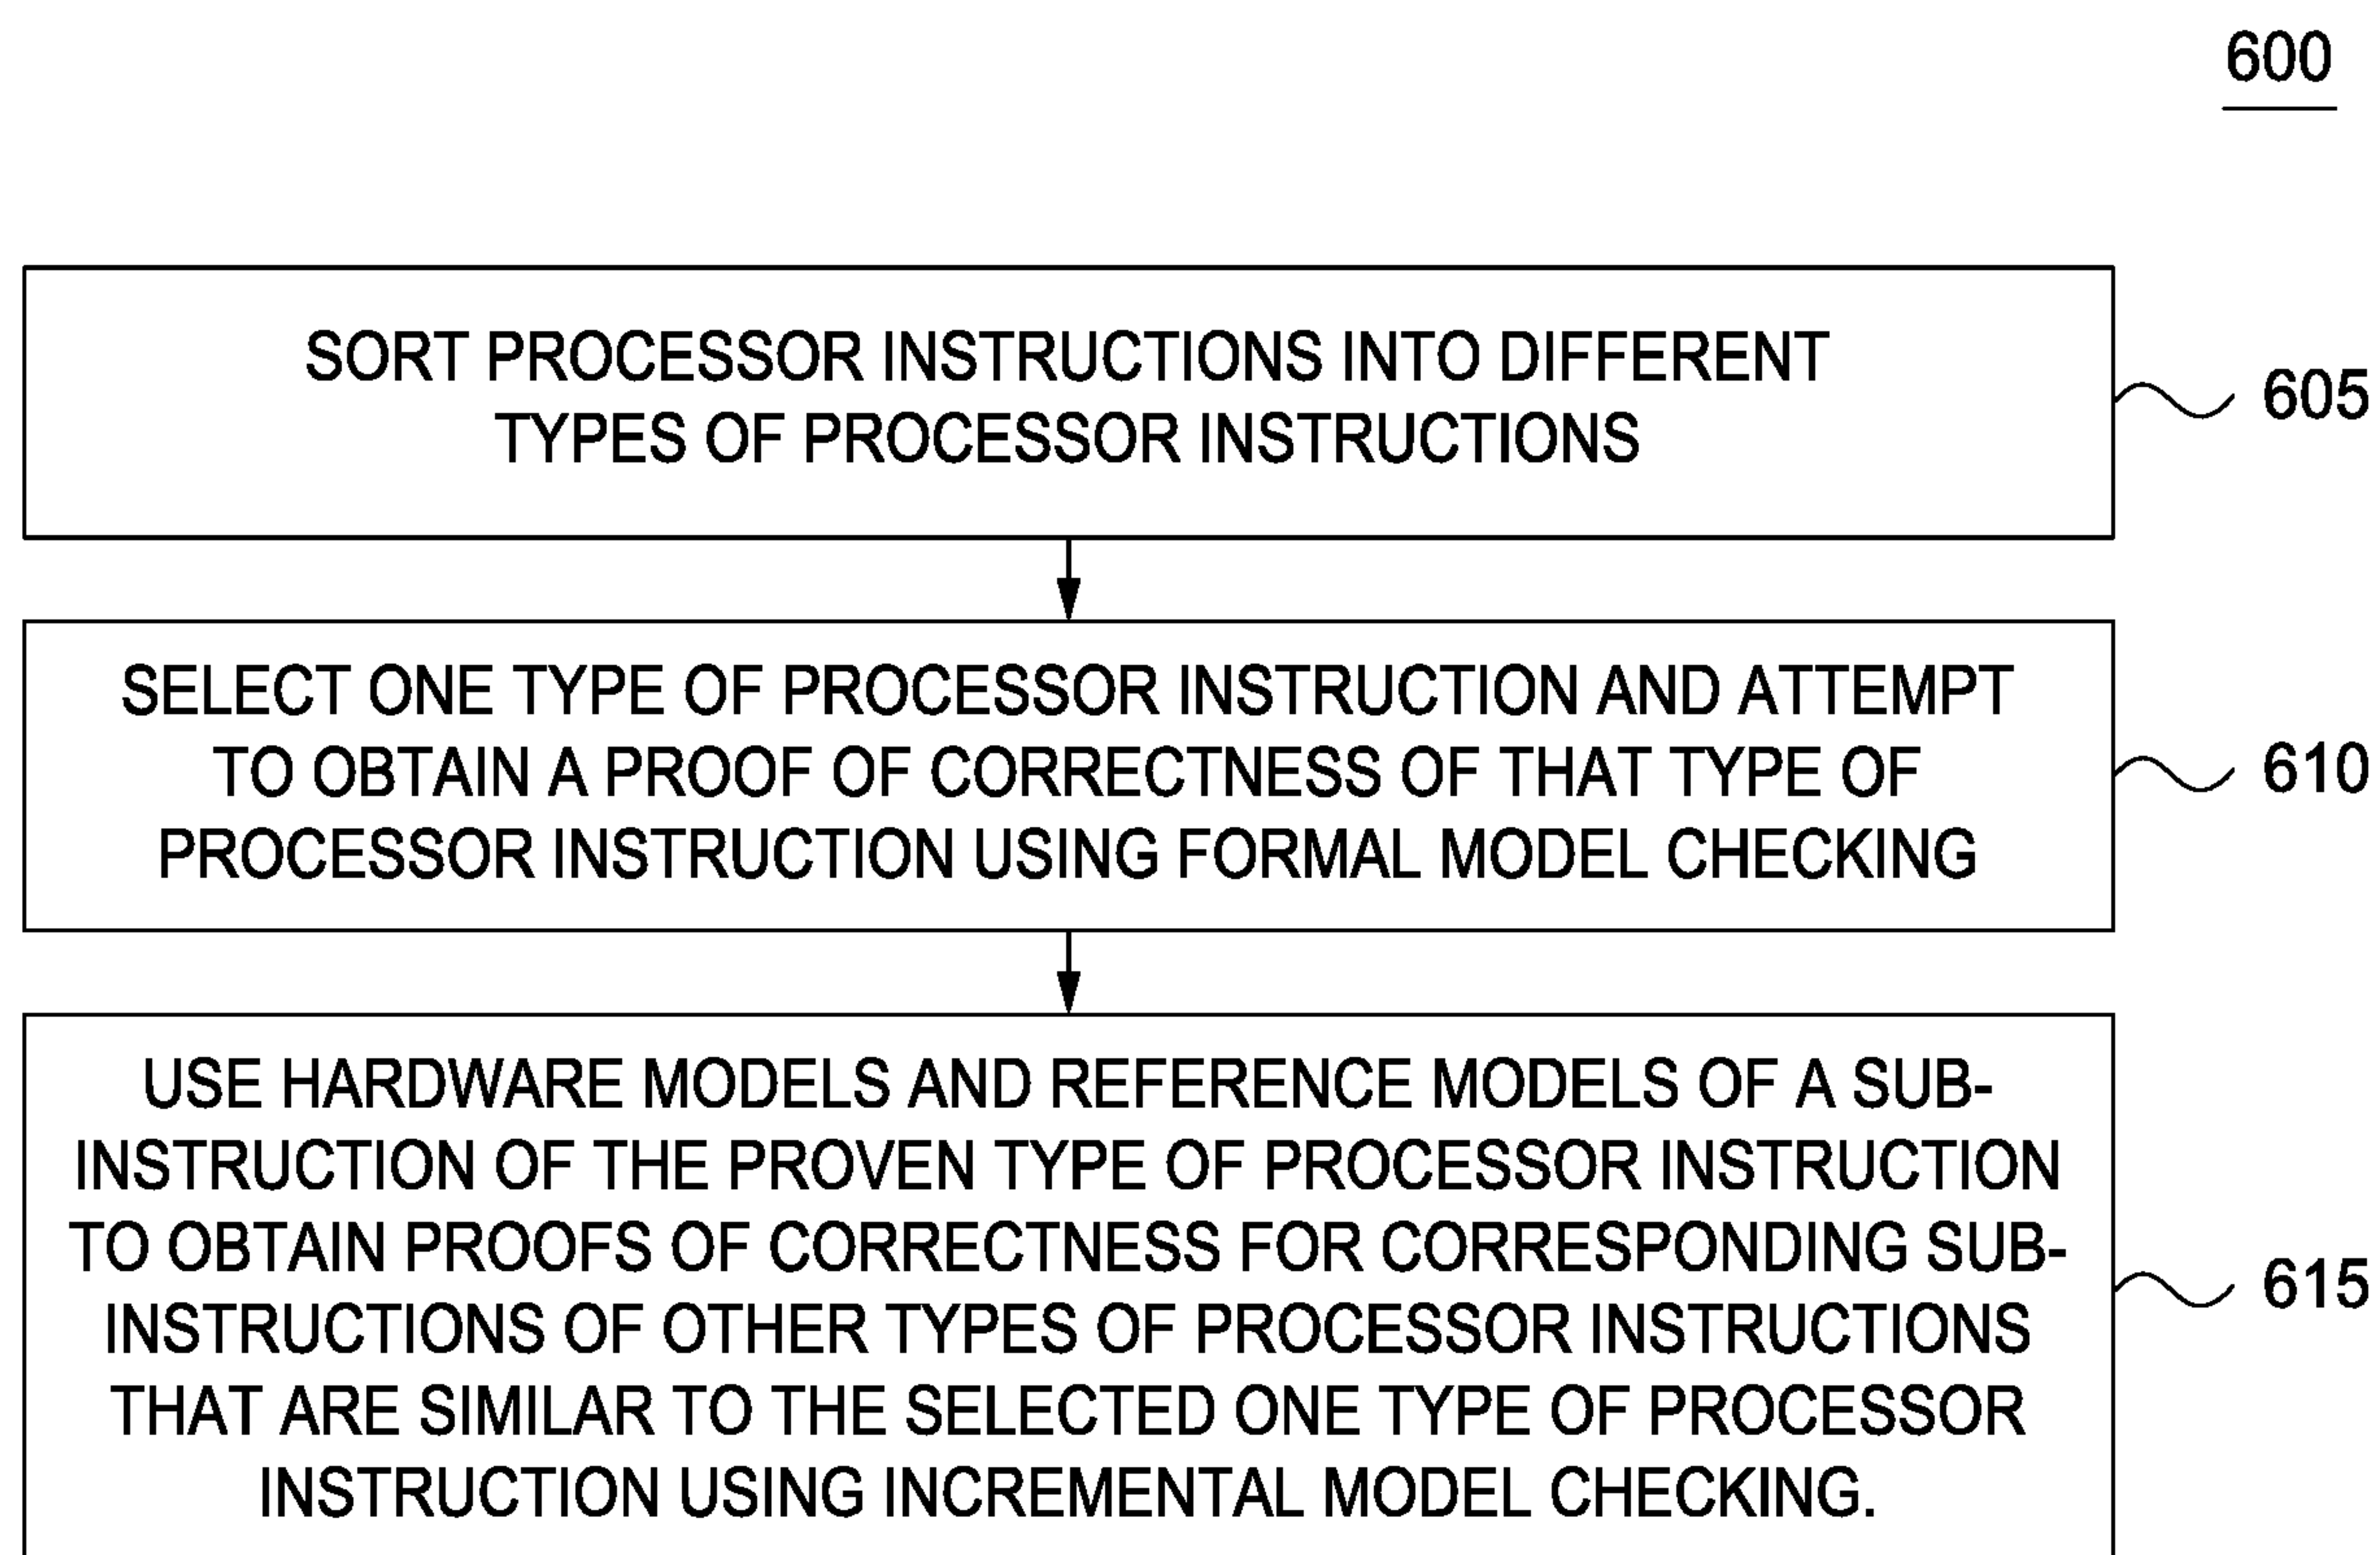 600
SORT PROCESSOR INSTRUCTIONS INTO DIFFERENT
TYPES OF PROCESSOR INSTRUCTIONS
605
SELECT ONE TYPE OF PROCESSOR INSTRUCTION AND ATTEMPT
TO OBTAIN A PROOF OF CORRECTNESS OF THAT TYPE OF
PROCESSOR INSTRUCTION USING FORMAL MODEL CHECKING
610
USE HARDWARE MODELS AND REFERENCE MODELS OF A SUB-
INSTRUCTION OF THE PROVEN TYPE OF PROCESSOR INSTRUCTION
TO OBTAIN PROOFS OF CORRECTNESS FOR CORRESPONDING SUB-
INSTRUCTIONS OF OTHER TYPES OF PROCESSOR INSTRUCTIONS
THAT ARE SIMILAR TO THE SELECTED ONE TYPE OF PROCESSOR
INSTRUCTION USING INCREMENTAL MODEL CHECKING.
615